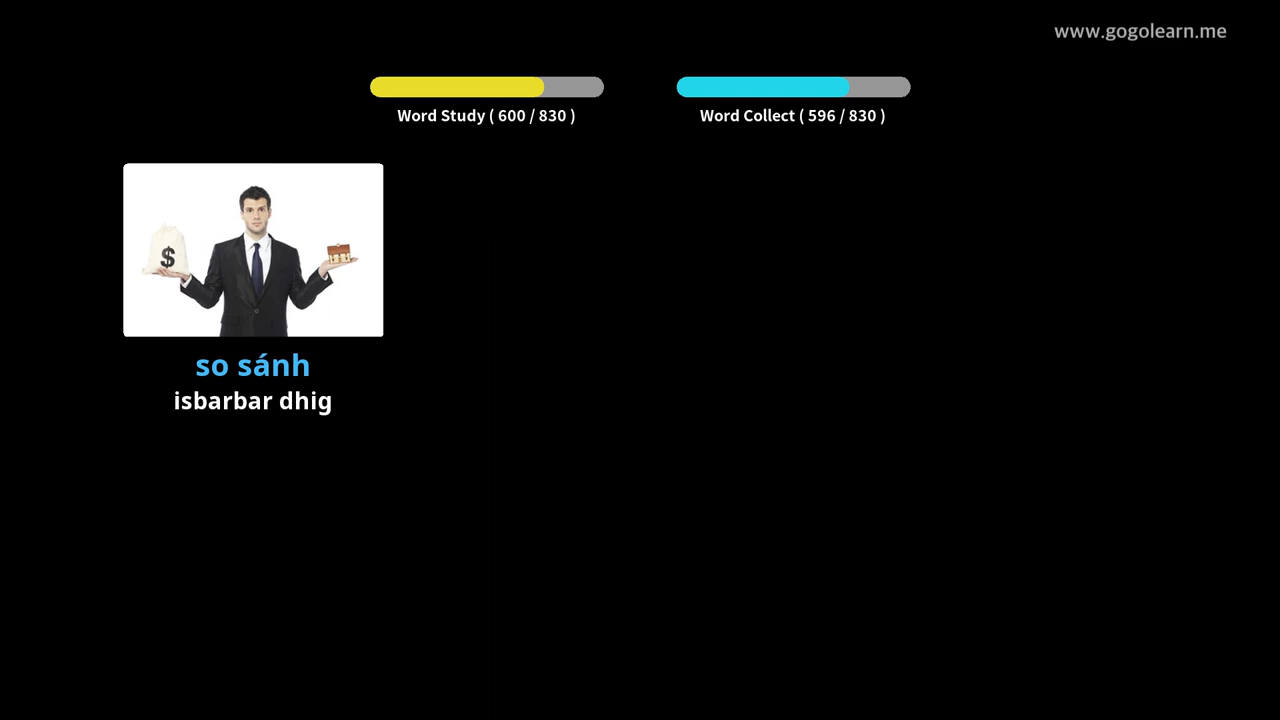 www.gogolearn.me
Word Study ( 600 / 830 )
Word Collect ( 596 / 830 )
$
so sánh
isbarbar dhig